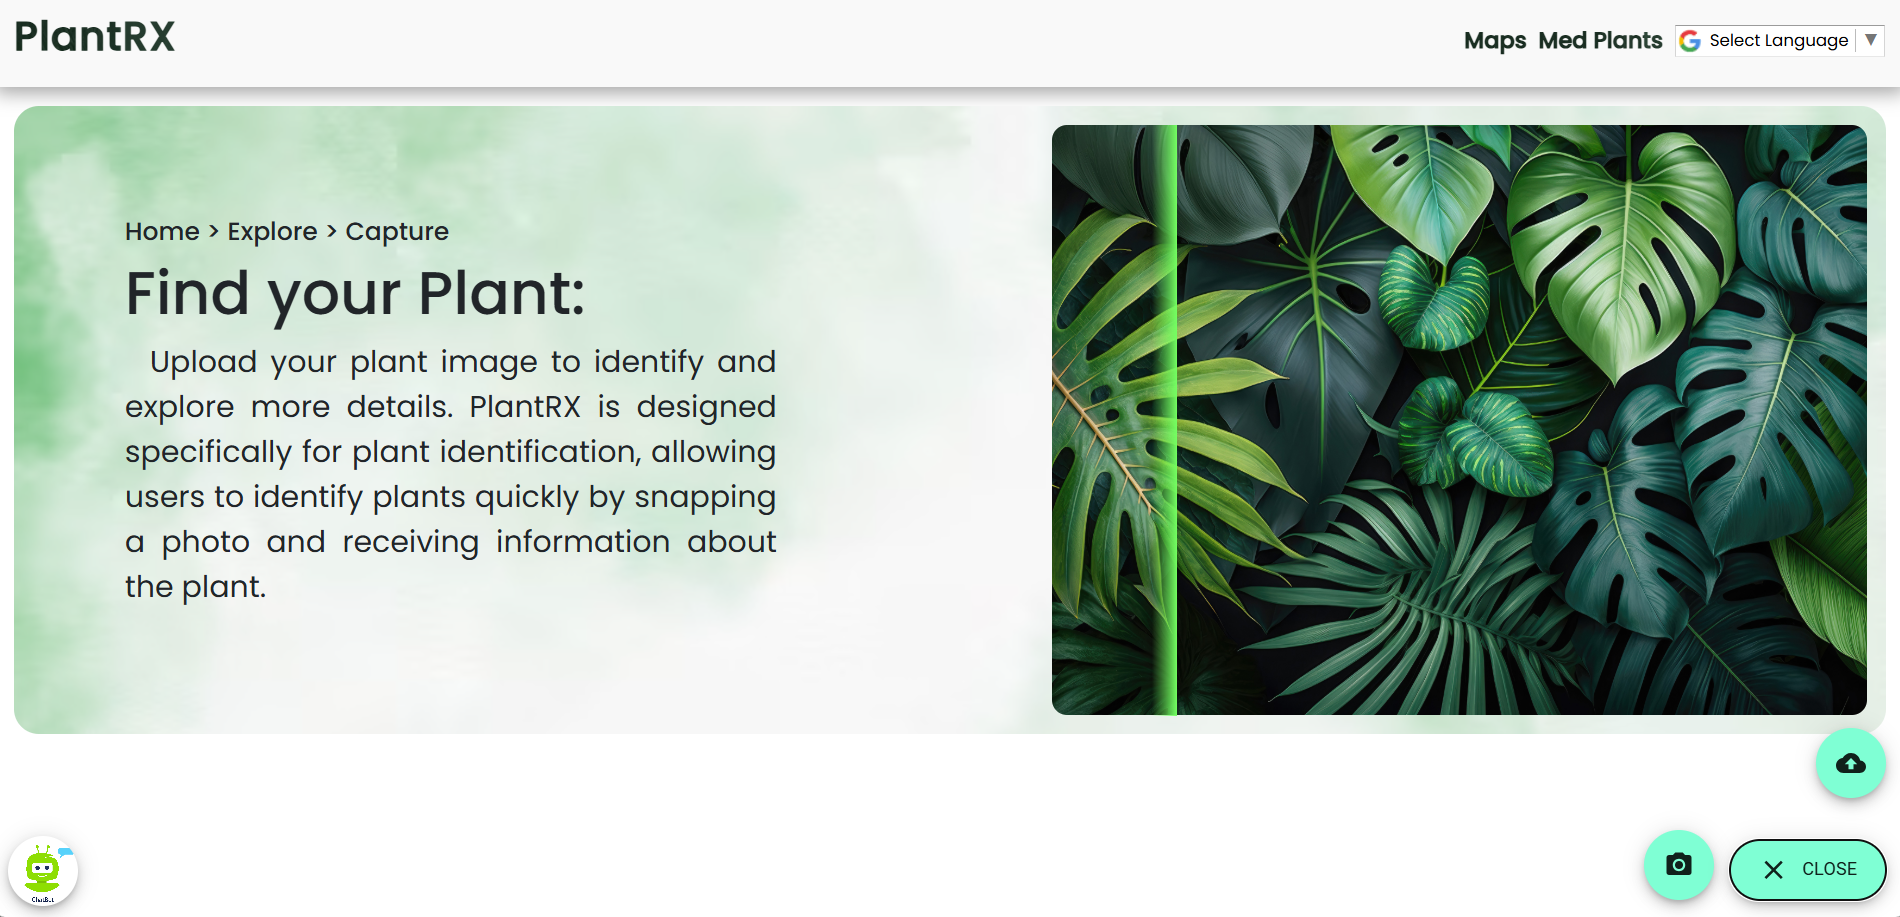 PlantRX
Maps Med Plants Select Language ▼
Home > Explore > Capture
Find your Plant:
Upload your plant image to identify and
explore more details. PlantRX is designed
specifically for plant identification, allowing
users to identify plants quickly by snapping
a photo and receiving information about
the plant.
ChatBot
CLOSE